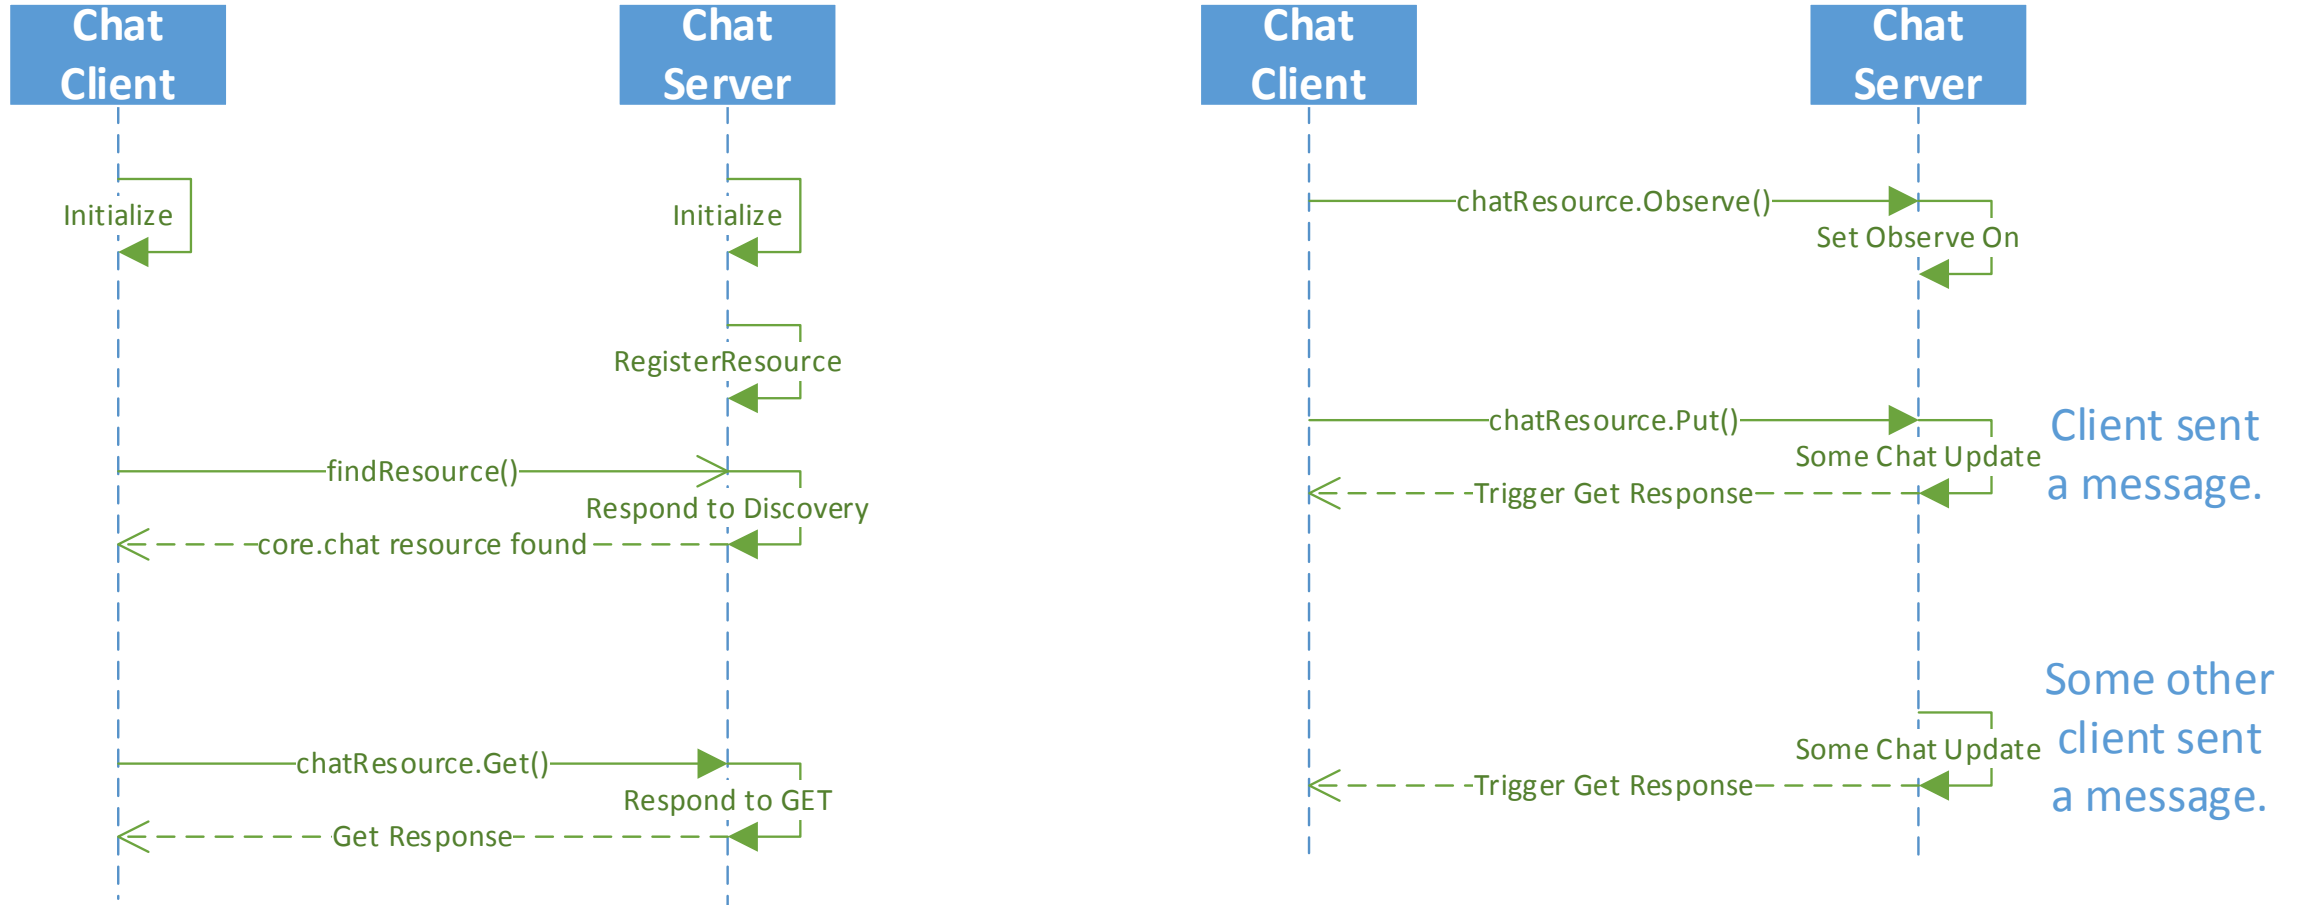 Chat
Client
Chat
Server
Initialize
Initialize
RegisterResource
findResource()
Respond to Discovery
core.chat resource found
chatResource.Get()
Respond to GET
Get Response
Chat
Client
Chat
Server
chatResource.Observe()
Set Observe On
chatResource.Put()
Some Chat Update
Trigger Get Response
Client sent
a message.
Some Chat Update
Trigger Get Response
Some other
client sent
a message.